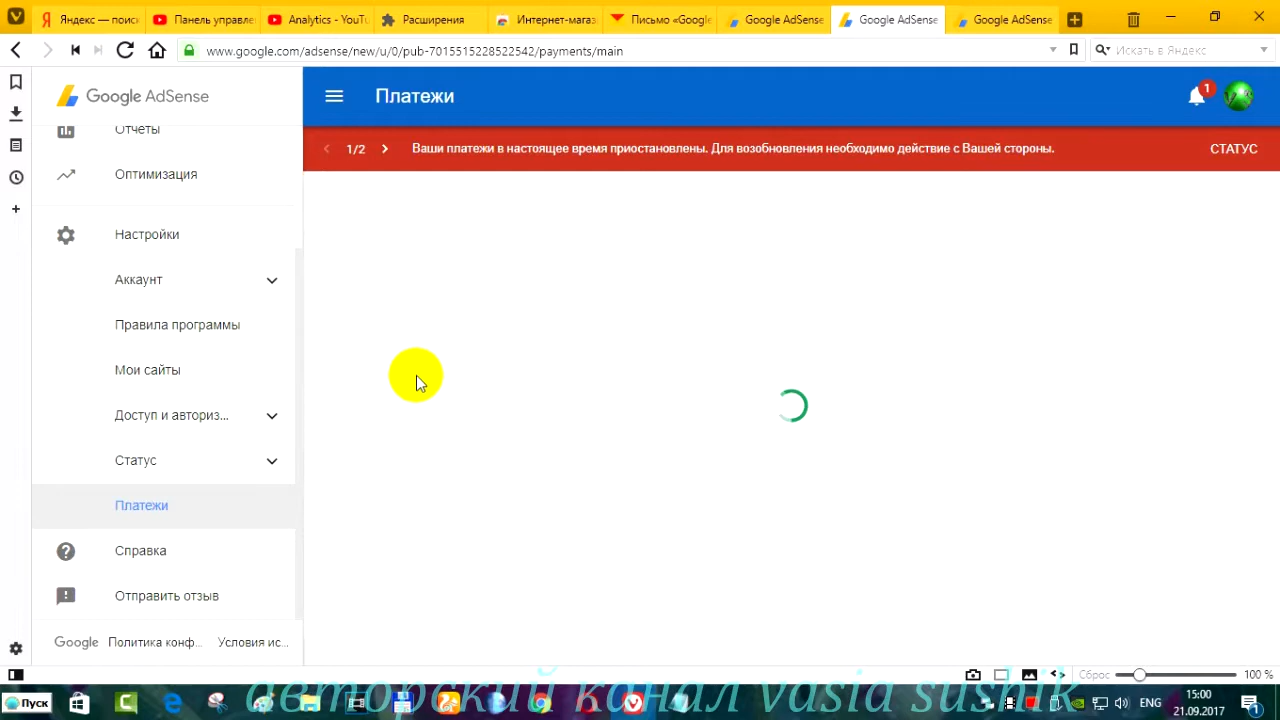 Яндекс — поис
Панель управле
Analytics - YouTu
Расширения
Интернет-мага
Письмо «Google
Google AdSense
Google AdSense
Google AdSense
www.google.com/adsense/new/u/0/pub-7015515228522542/payments/main
Искать в Яндекс
Google AdSense
Платежи
1
1/2
Ваши платежи в настоящее время приостановлены. Для возобновления необходимо действие с Вашей стороны.
СТАТУС
Отчеты
Оптимизация
Настройки
Аккаунт
Правила программы
Мои сайты
Доступ и авториз...
Статус
Платежи
Справка
Отправить отзыв
Google
Политика конф...
Условия ис...
Сброс
100 %
авторский канал vasia sushik
Пуск
ENG
15:00
21.09.2017
1